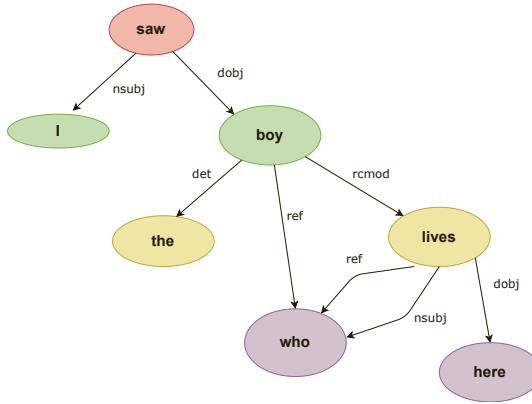 saw
nsubj
dobj
I
boy
det
ref
rcmod
the
lives
ref
dobj
nsubj
who
here